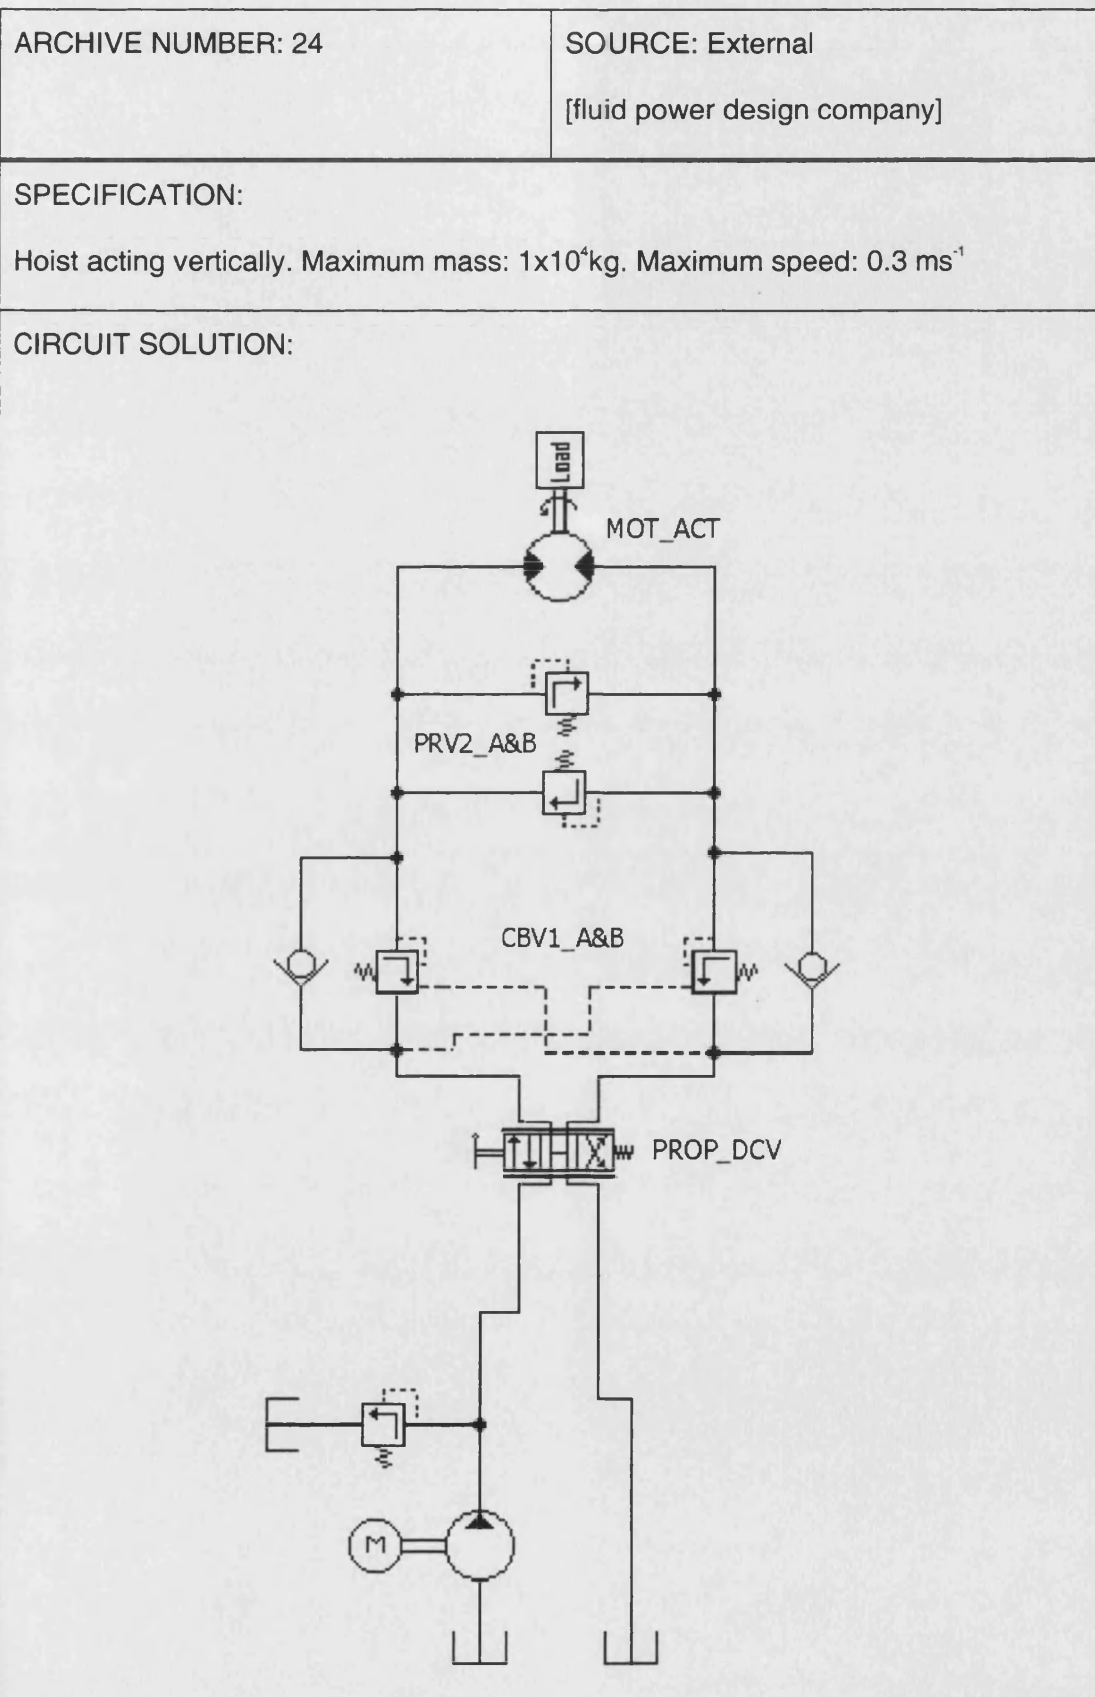 ARCHIVE NUMBER: 24
SOURCE: External
[fluid power design company]
SPECIFICATION:
Hoist acting vertically. Maximum mass: 1x10⁴kg. Maximum speed: 0.3 ms⁻¹
CIRCUIT SOLUTION:
Load
MOT_ACT
PRV2_A&B
CBV1_A&B
PROP_DCV
M